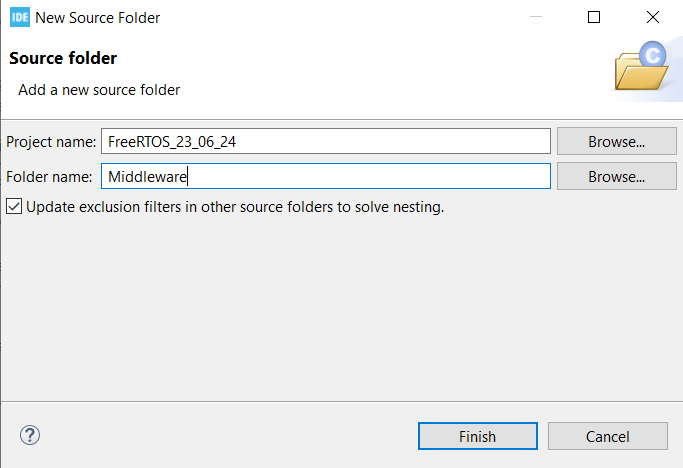 IDE New Source Folder
Source folder
Add a new source folder
Project name: FreeRTOS_23_06_24 Browse...
Folder name: Middleware Browse...
Update exclusion filters in other source folders to solve nesting.
? Finish Cancel